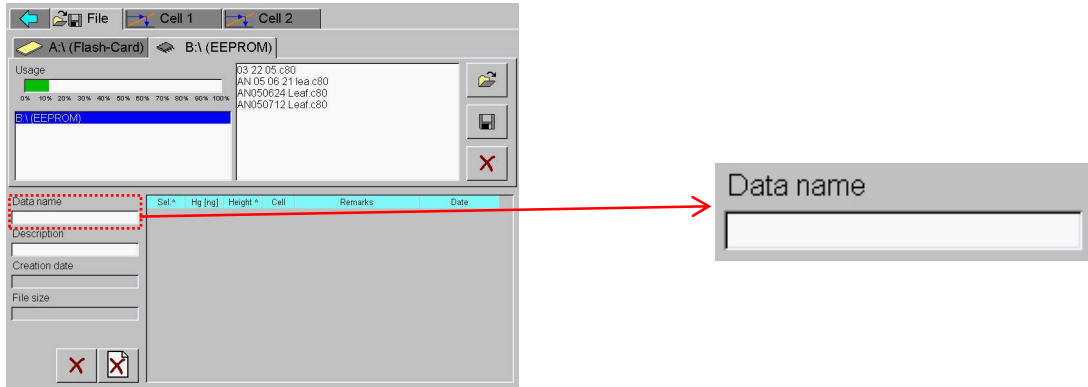 File Cell 1 Cell 2
A:\ (Flash-Card) B:\ (EEPROM)
Usage
0% 10% 20% 30% 40% 50% 60% 70% 80% 90% 100%
B:\ (EEPROM)
03 22 05.c80
AN 05 06 21 lea.c80
AN050624 Leaf.c80
AN050712 Leaf.c80
Data name
Description
Creation date
File size
Sel.^ Hg [ng] Height ^ Cell Remarks Date
Data name